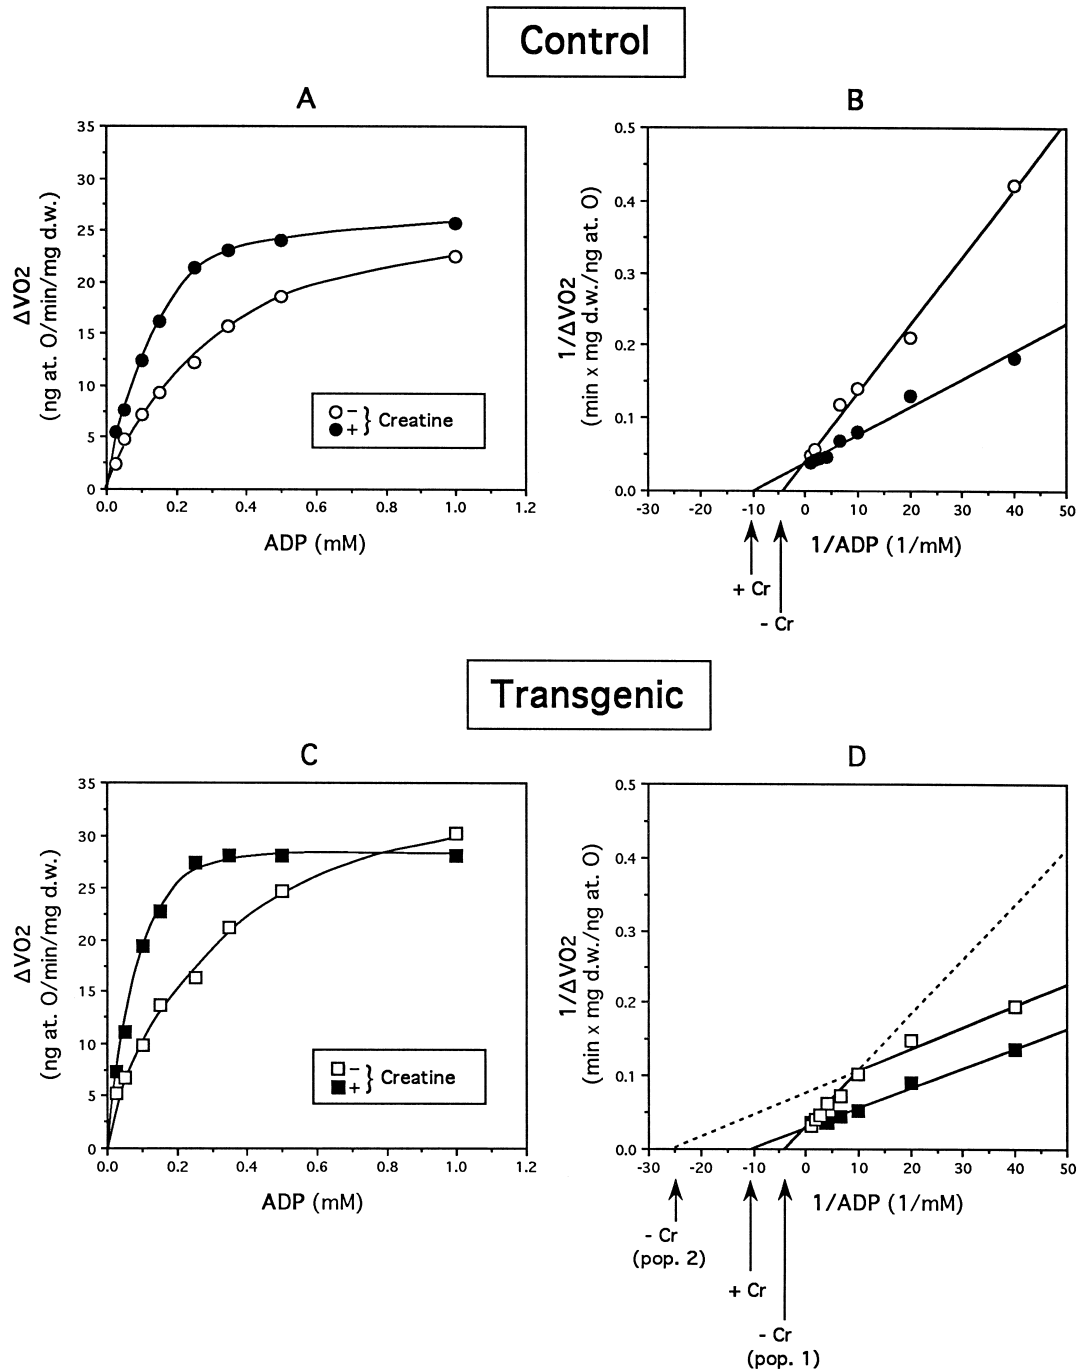 Control
A
35
30
25
20
15
10
5
0
ΔVO2
(ng at. O/min/mg d.w.)
0.0 0.2 0.4 0.6 0.8 1.0 1.2
ADP (mM)
- } Creatine
+
B
0.5
0.4
0.3
0.2
0.1
0.0
1/ΔVO2
(min x mg d.w./ng at. O)
-30 -20 -10 0 10 20 30 40 50
1/ADP (1/mM)
+ Cr
- Cr
Transgenic
C
35
30
25
20
15
10
5
0
ΔVO2
(ng at. O/min/mg d.w.)
0.0 0.2 0.4 0.6 0.8 1.0 1.2
ADP (mM)
- } Creatine
+
D
0.5
0.4
0.3
0.2
0.1
0.0
1/ΔVO2
(min x mg d.w./ng at. O)
-30 -20 -10 0 10 20 30 40 50
1/ADP (1/mM)
- Cr
(pop. 2)
+ Cr
- Cr
(pop. 1)